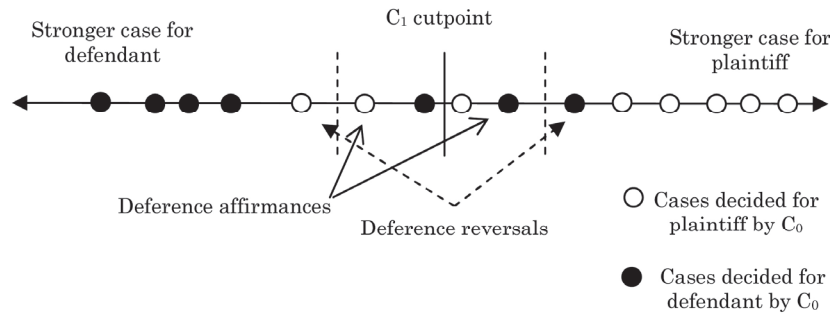 C₁ cutpoint
Stronger case for
defendant
Stronger case for
plaintiff
Deference affirmances
Deference reversals
Cases decided for
plaintiff by C₀
Cases decided for
defendant by C₀